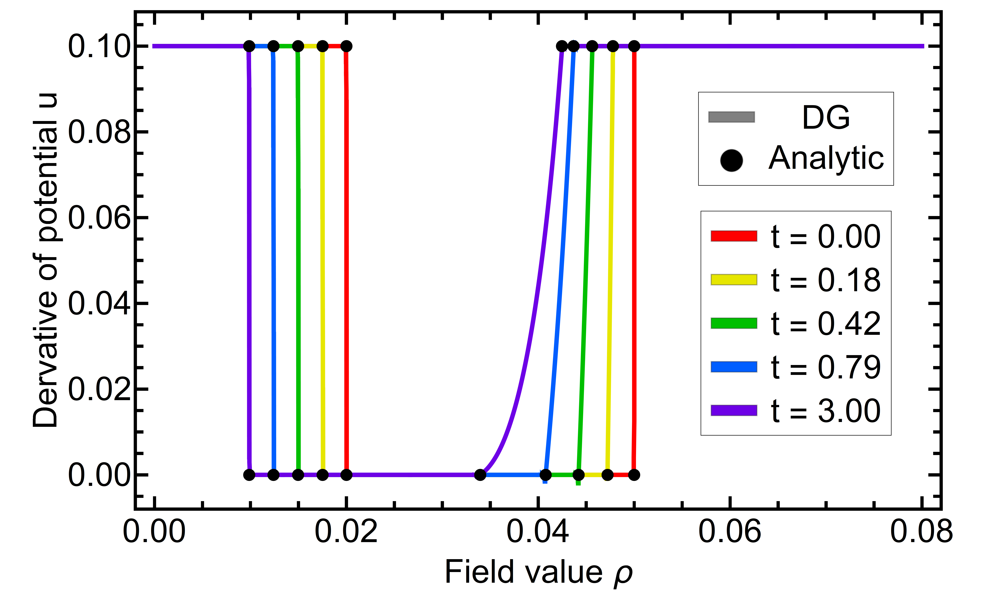 Dervative of potential u
0.10
0.08
0.06
0.04
0.02
0.00
DG
Analytic
t = 0.00
t = 0.18
t = 0.42
t = 0.79
t = 3.00
0.00 0.02 0.04 0.06 0.08
Field value ρ